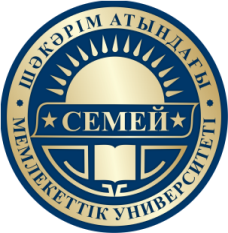 ШӘКӘРІМ АТЫНДАҒЫ
СЕМЕЙ
МЕМЛЕКЕТТІК УНИВЕРСИТЕТІ